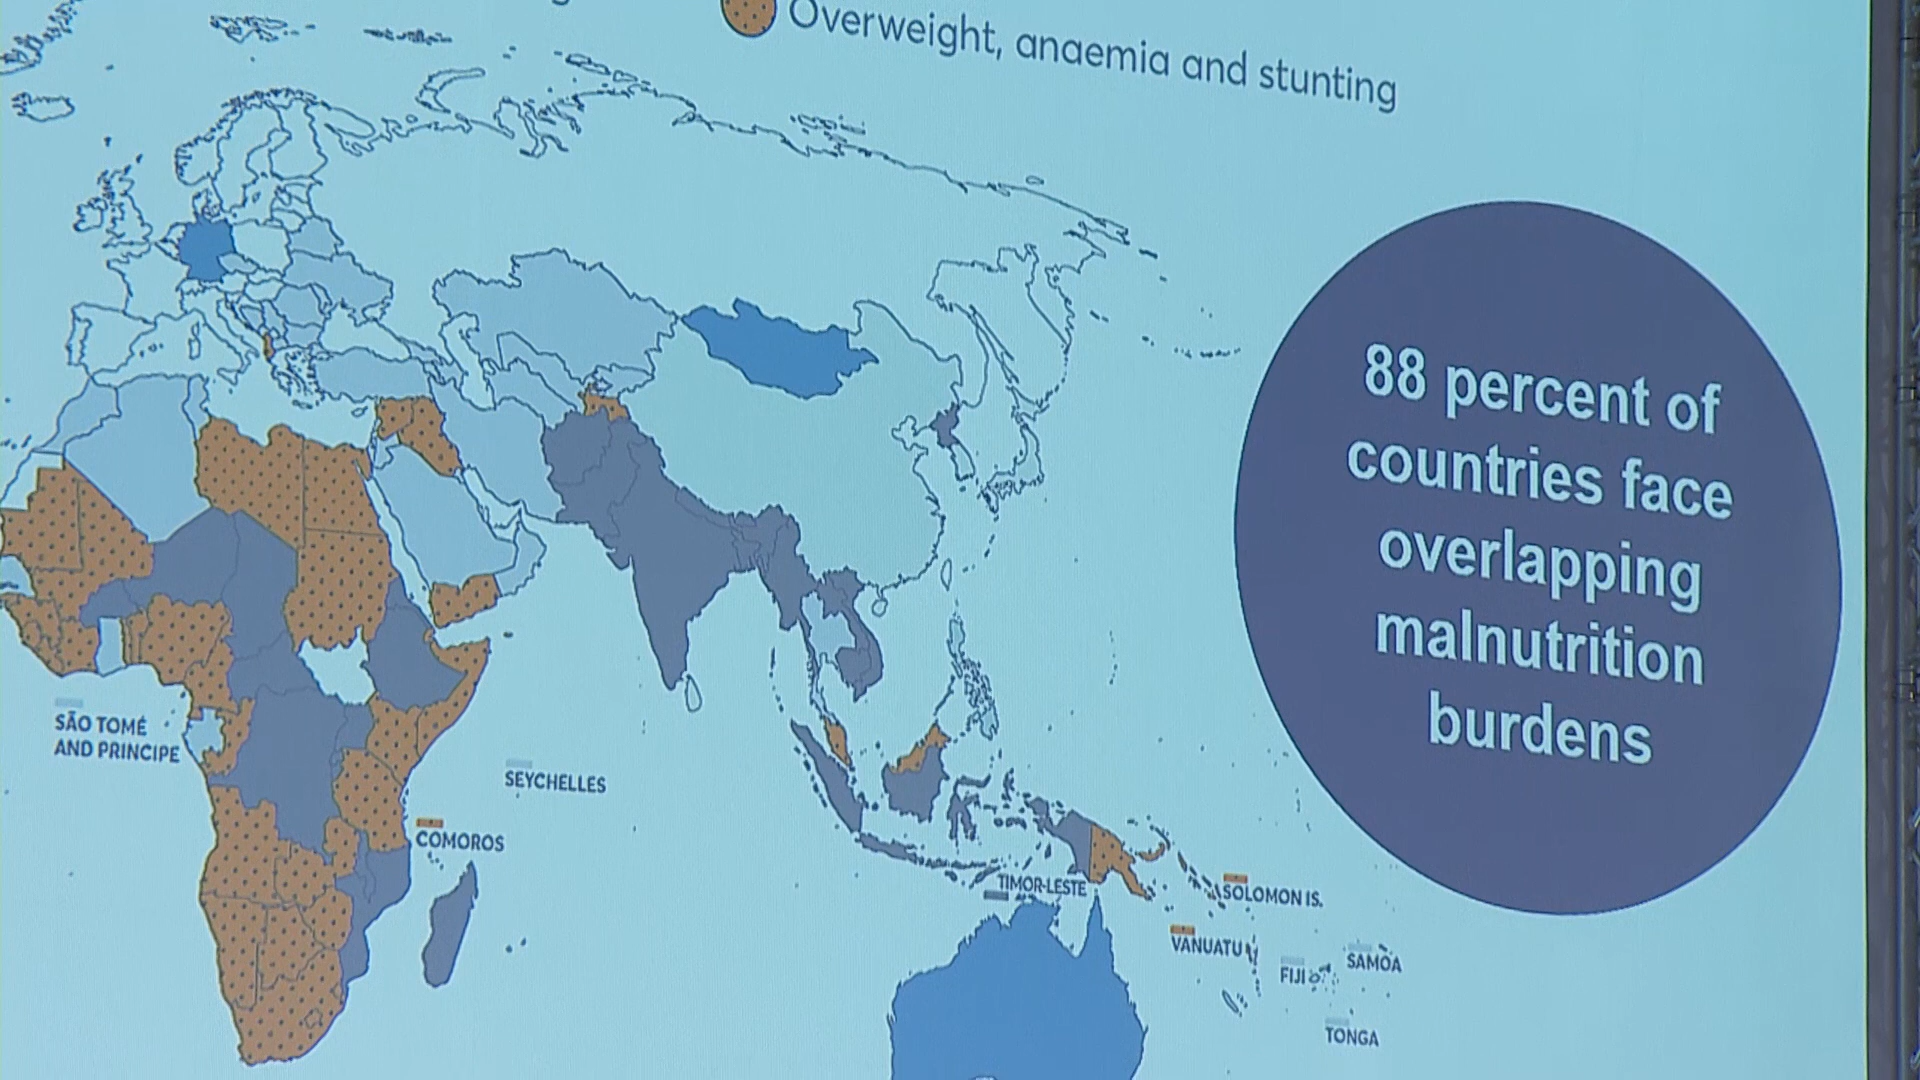 Overweight, anaemia and stunting
88 percent of
countries face
overlapping
malnutrition
burdens
SÃO TOMÉ
AND PRINCIPE
SEYCHELLES
COMOROS
TIMOR-LESTE
SOLOMON IS.
VANUATU
FIJI
SAMOA
TONGA